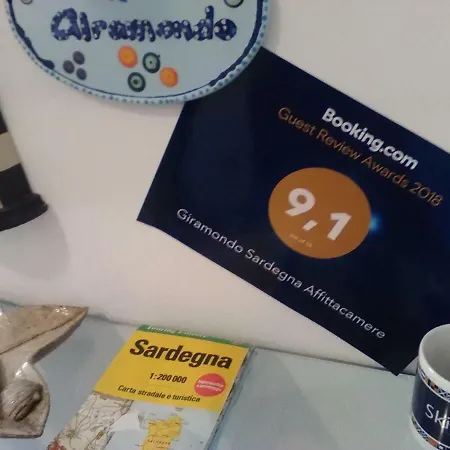 Giramondo
Booking.com
Guest Review Awards 2018
9,1
Giramondo Sardegna Affittacamere
Sardegna
1:200 000
Carta stradale e turistica
Ski